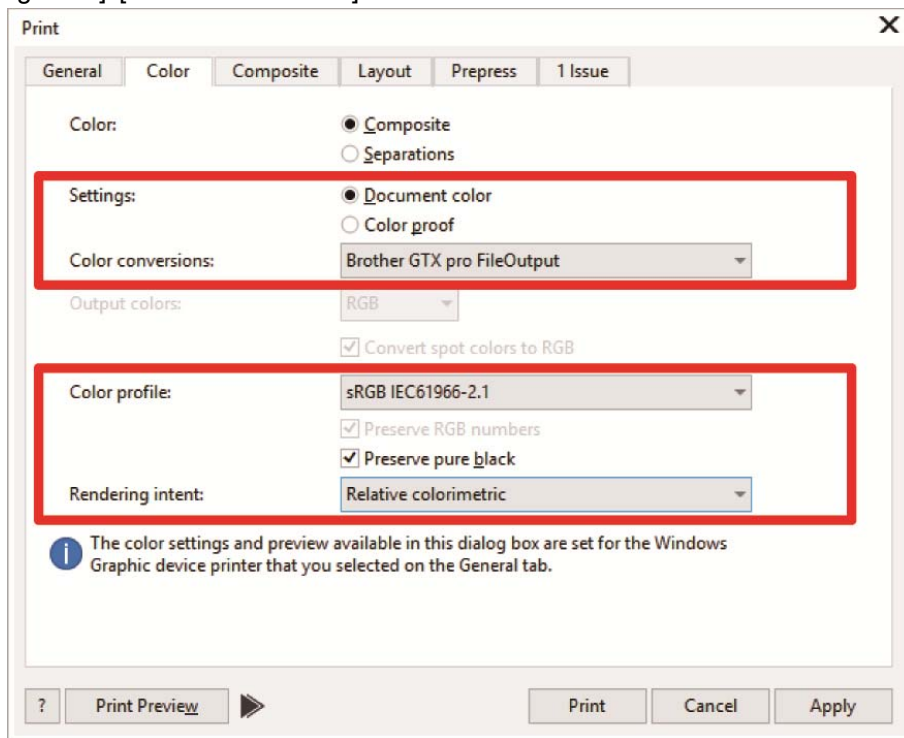 Print
General Color Composite Layout Prepress 1 Issue
Color: Composite
Separations
Settings: Document color
Color proof
Color conversions: Brother GTX pro FileOutput
Output colors: RGB
Convert spot colors to RGB
Color profile: sRGB IEC61966-2.1
Preserve RGB numbers
Preserve pure black
Rendering intent: Relative colorimetric
The color settings and preview available in this dialog box are set for the Windows
Graphic device printer that you selected on the General tab.
? Print Preview Print Cancel Apply